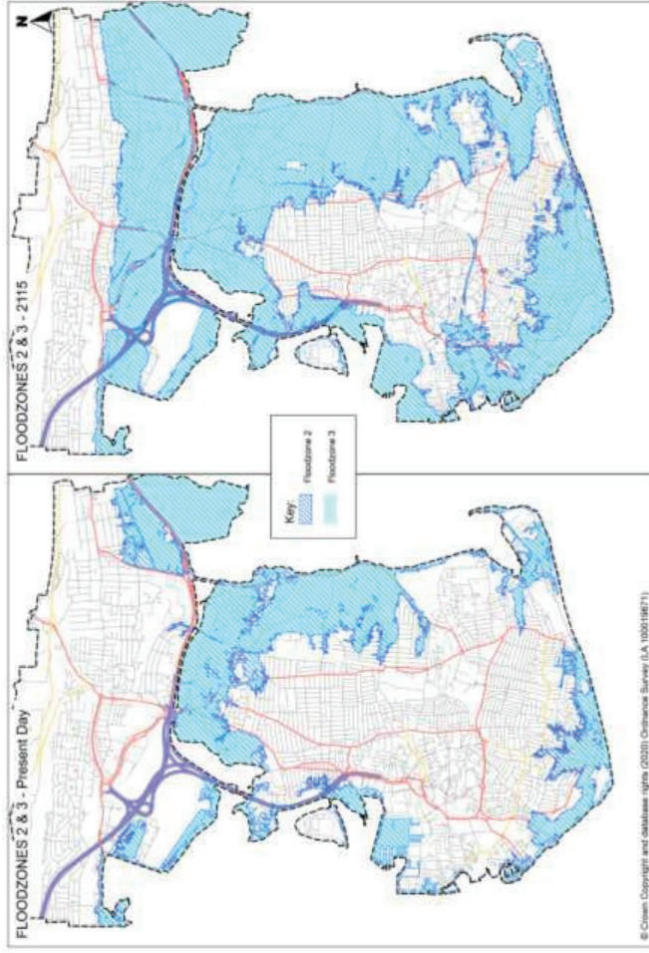 FLOODZONES 2 & 3 - Present Day
FLOODZONES 2 & 3 - 2115
N
Key:
Floodzone 2
Floodzone 3
© Crown Copyright and database rights (2020) Ordnance Survey (LA 100019671)